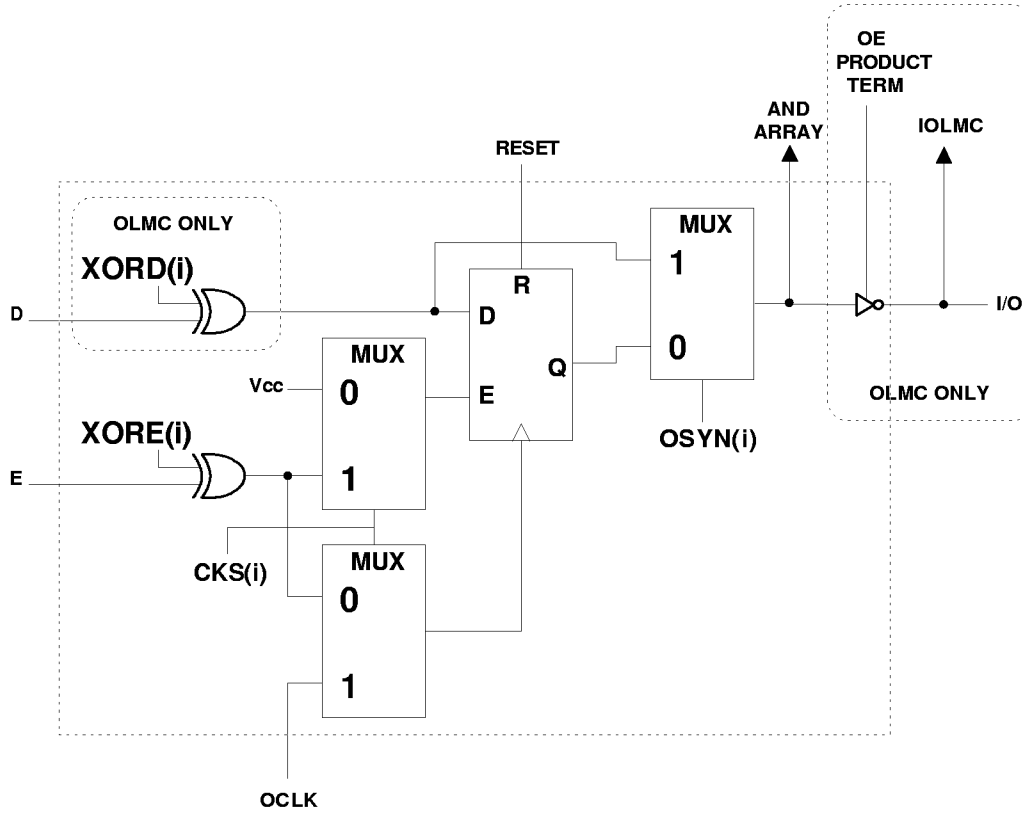 OE
PRODUCT
TERM
AND
ARRAY
IOLMC
RESET
OLMC ONLY
MUX
XORD(i)
1
R
D
D
I/O
MUX
0
Vcc
0
Q
E
OLMC ONLY
XORE(i)
OSYN(i)
E
1
MUX
CKS(i)
0
1
OCLK